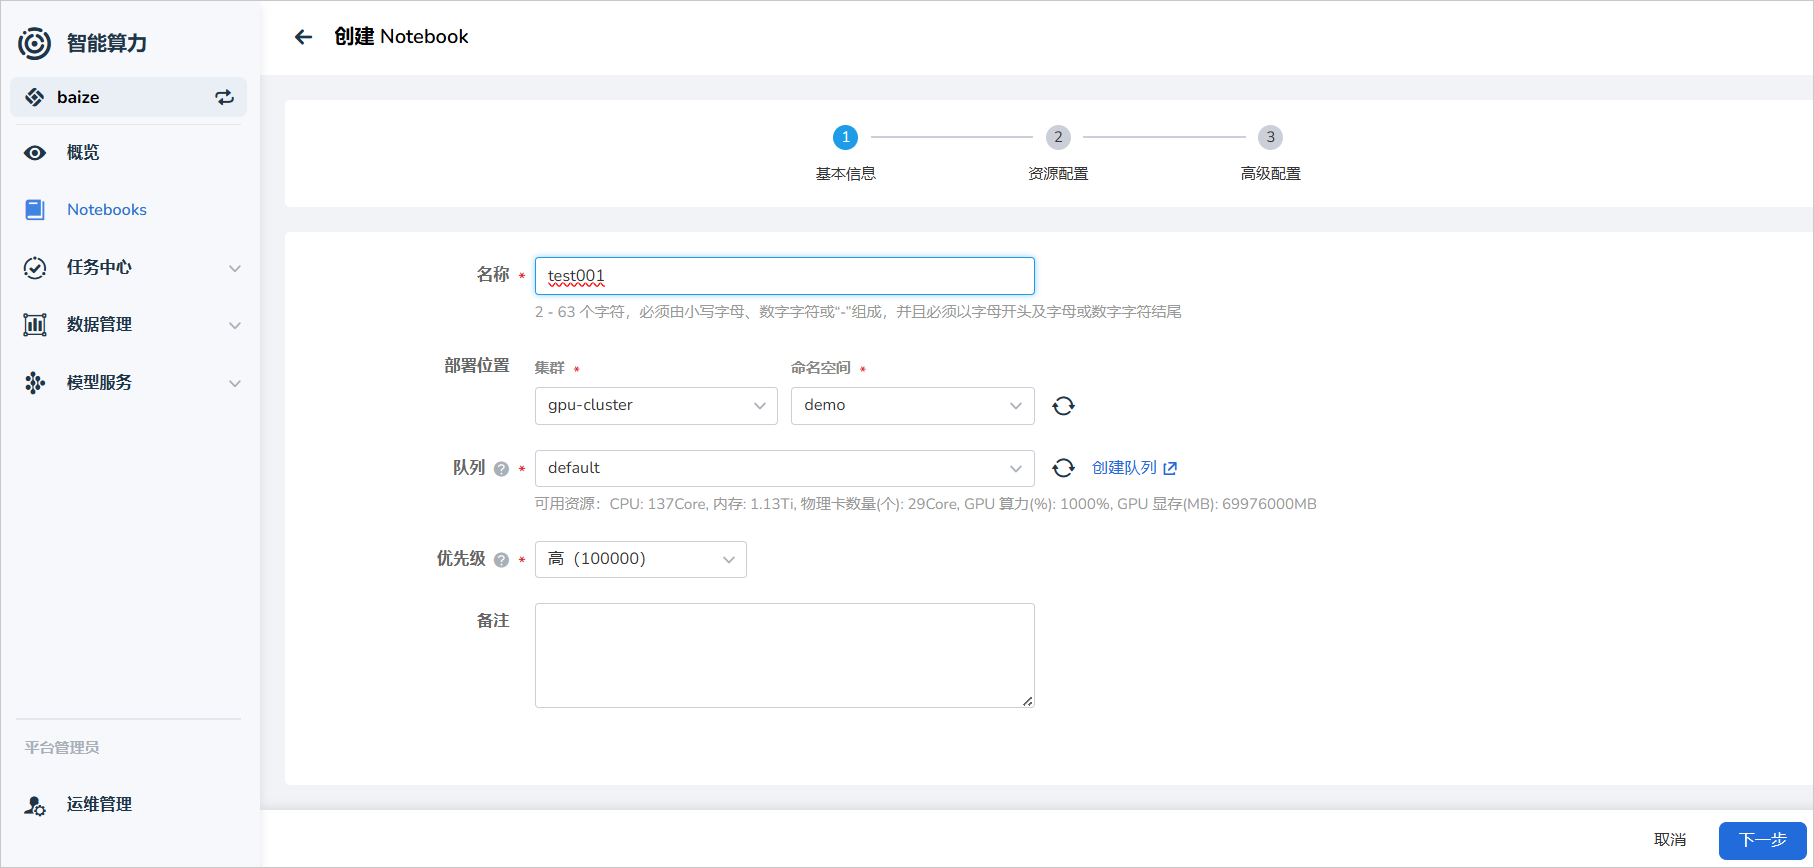 智能算力
baize
概览
Notebooks
任务中心
数据管理
模型服务
平台管理员
运维管理
创建 Notebook
1
2
3
基本信息
资源配置
高级配置
名称 *
test001
2 - 63 个字符，必须由小写字母、数字字符或“-”组成，并且必须以字母开头及字母或数字字符结尾
部署位置
集群 *
命名空间 *
gpu-cluster
demo
队列 ? *
default
创建队列
可用资源：CPU: 137Core, 内存: 1.13Ti, 物理卡数量(个): 29Core, GPU 算力(%): 1000%, GPU 显存(MB): 69976000MB
优先级 ? *
高（100000）
备注
取消
下一步